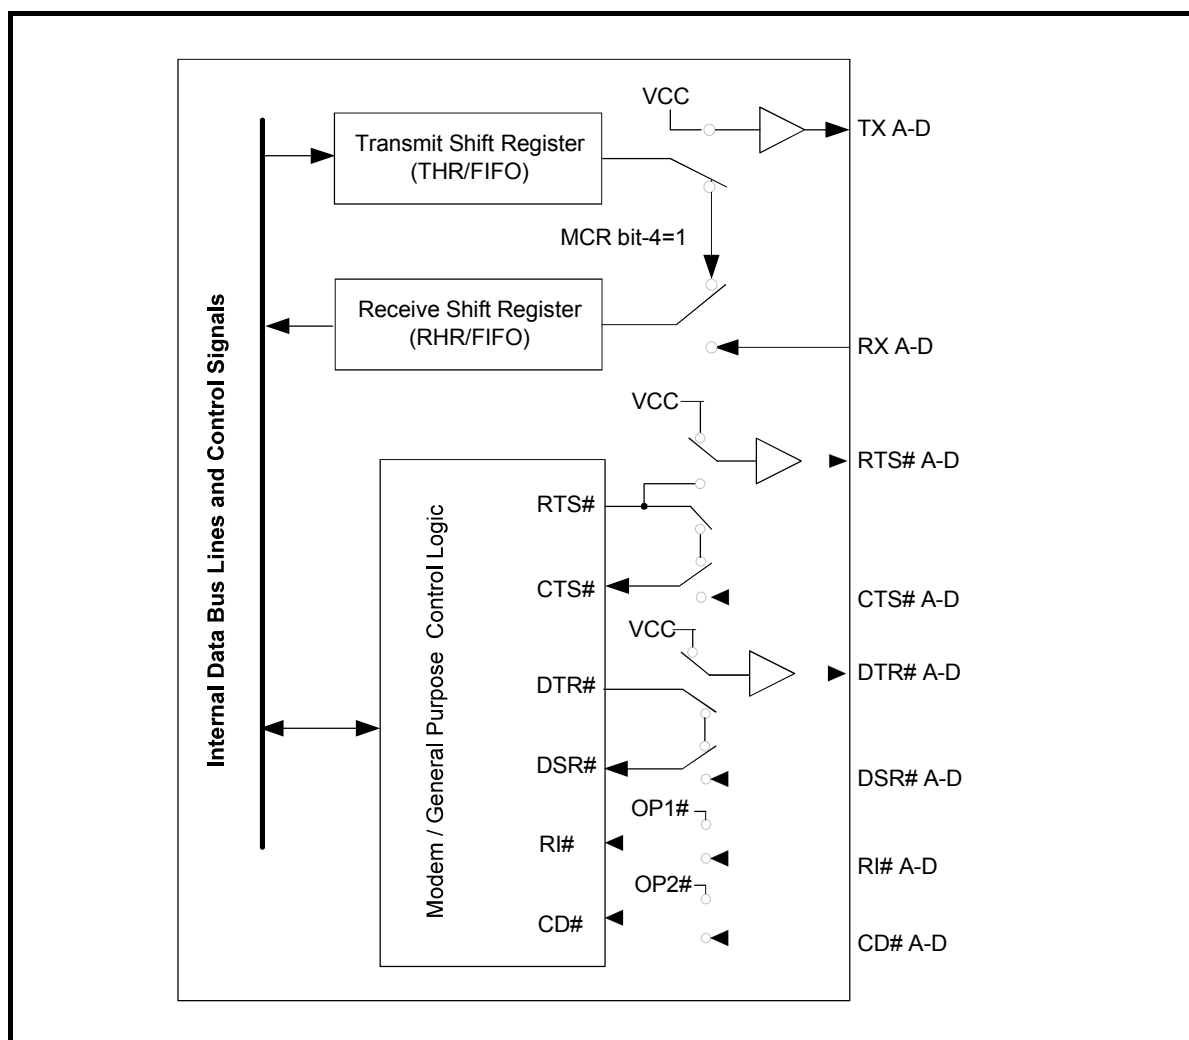 VCC
TX A-D
Transmit Shift Register
(THR/FIFO)
MCR bit-4=1
Receive Shift Register
(RHR/FIFO)
RX A-D
Internal Data Bus Lines and Control Signals
VCC
RTS# A-D
Modem / General Purpose Control Logic
RTS#
CTS#
CTS# A-D
VCC
DTR#
DTR# A-D
DSR#
DSR# A-D
OP1#
RI#
RI# A-D
OP2#
CD#
CD# A-D